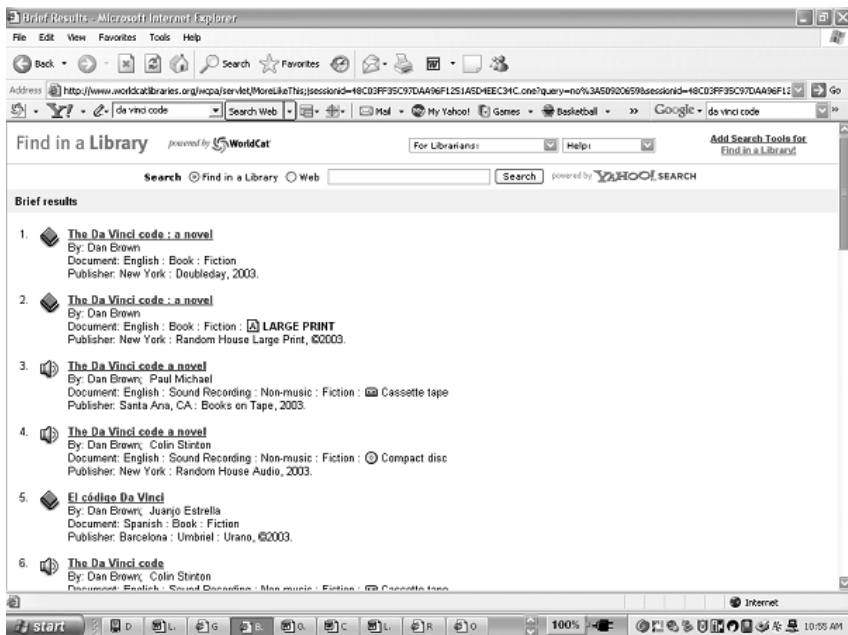 Brief Results - Microsoft Internet Explorer
File Edit View Favorites Tools Help
Back Search Favorites
Address http://www.worldcatlibraries.org/wcpa/servlet/MoreLikeThis;jsessionid=
da vinci code Search Web Mail My Yahoo! Games Basketball » Google da vinci code »
Find in a Library powered by WorldCat For Librarians: Help: Add Search Tools for
Find in a Library!
Search Find in a Library Web Search powered by YAHOO! SEARCH
Brief results
1. The Da Vinci code : a novel
By: Dan Brown
Document: English : Book : Fiction
Publisher: New York : Doubleday, 2003.
2. The Da Vinci code : a novel
By: Dan Brown
Document: English : Book : Fiction : A LARGE PRINT
Publisher: New York : Random House Large Print, ©2003.
3. The Da Vinci code a novel
By: Dan Brown; Paul Michael
Document: English : Sound Recording : Non-music : Fiction : Cassette tape
Publisher: Santa Ana, CA : Books on Tape, 2003.
4. The Da Vinci code a novel
By: Dan Brown; Colin Stinton
Document: English : Sound Recording : Non-music : Fiction : Compact disc
Publisher: New York : Random House Audio, 2003.
5. El código Da Vinci
By: Dan Brown; Juanjo Estrella
Document: Spanish : Book : Fiction
Publisher: Barcelona : Umbriel : Urano, ©2003.
6. The Da Vinci code
By: Dan Brown; Colin Stinton
Document: English : Sound Recording : Non-music : Fiction : Cassette tape
Internet
start D L. G B. O. C L. R O 100% 10:55 AM